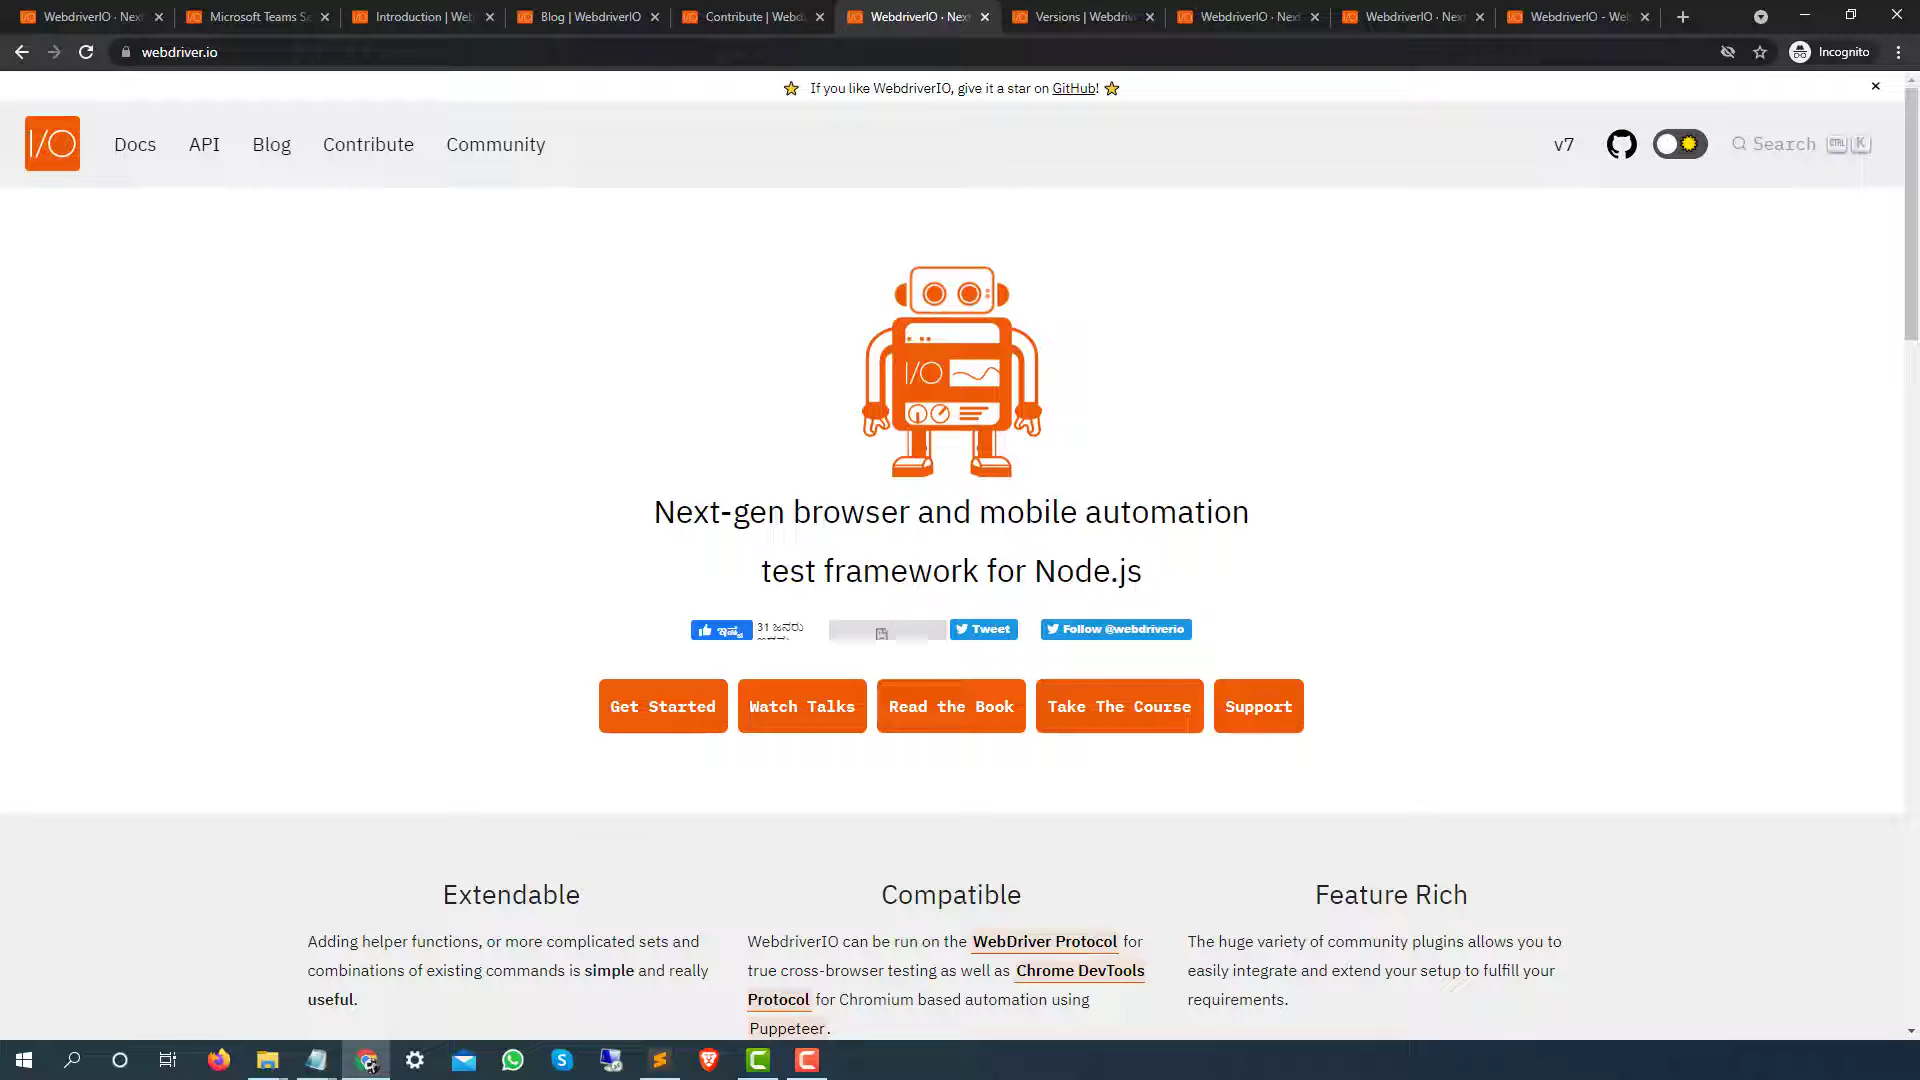 WebdriverIO · Next
Microsoft Teams Se
Introduction | Web
Blog | WebdriverIO
Contribute | Webd
WebdriverIO · Nex
Versions | Webdriv
WebdriverIO · Next
WebdriverIO · Next
WebdriverIO - We
webdriver.io
Incognito
If you like WebdriverIO, give it a star on GitHub!
I/O
Docs
API
Blog
Contribute
Community
v7
Search
CTRL
K
I/O
Next-gen browser and mobile automation
test framework for Node.js
31 ಜನರು
Tweet
Follow @webdriverio
Get Started
Watch Talks
Read the Book
Take The Course
Support
Extendable
Adding helper functions, or more complicated sets and
combinations of existing commands is simple and really
useful.
Compatible
WebdriverIO can be run on the WebDriver Protocol for
true cross-browser testing as well as Chrome DevTools
Protocol for Chromium based automation using
Puppeteer.
Feature Rich
The huge variety of community plugins allows you to
easily integrate and extend your setup to fulfill your
requirements.